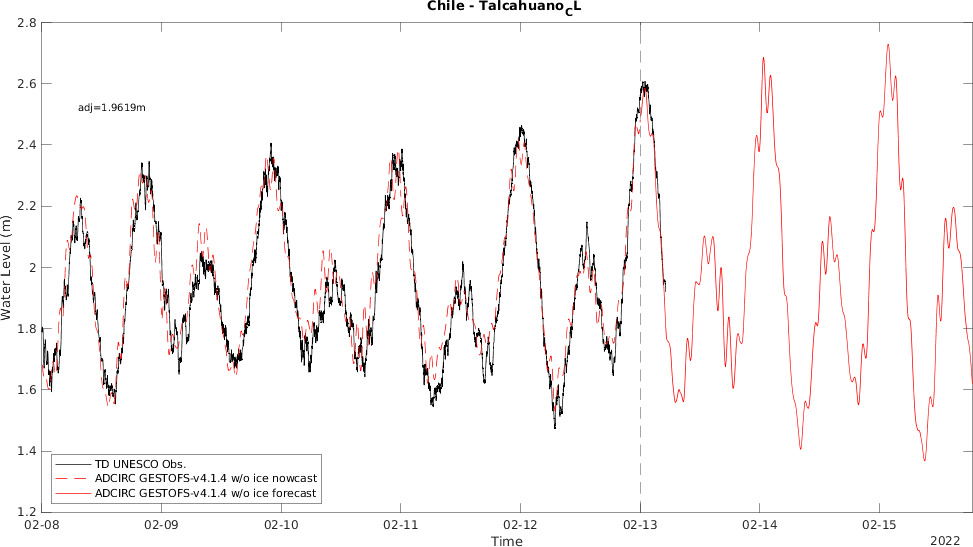 Chile - Talcahuano_CL
2.8
2.6
adj=1.9619m
2.4
2.2
Water Level (m)
2
1.8
1.6
1.4
TD UNESCO Obs.
ADCIRC GESTOFS-v4.1.4 w/o ice nowcast
ADCIRC GESTOFS-v4.1.4 w/o ice forecast
1.2
02-08 02-09 02-10 02-11 02-12 02-13 02-14 02-15
Time
2022